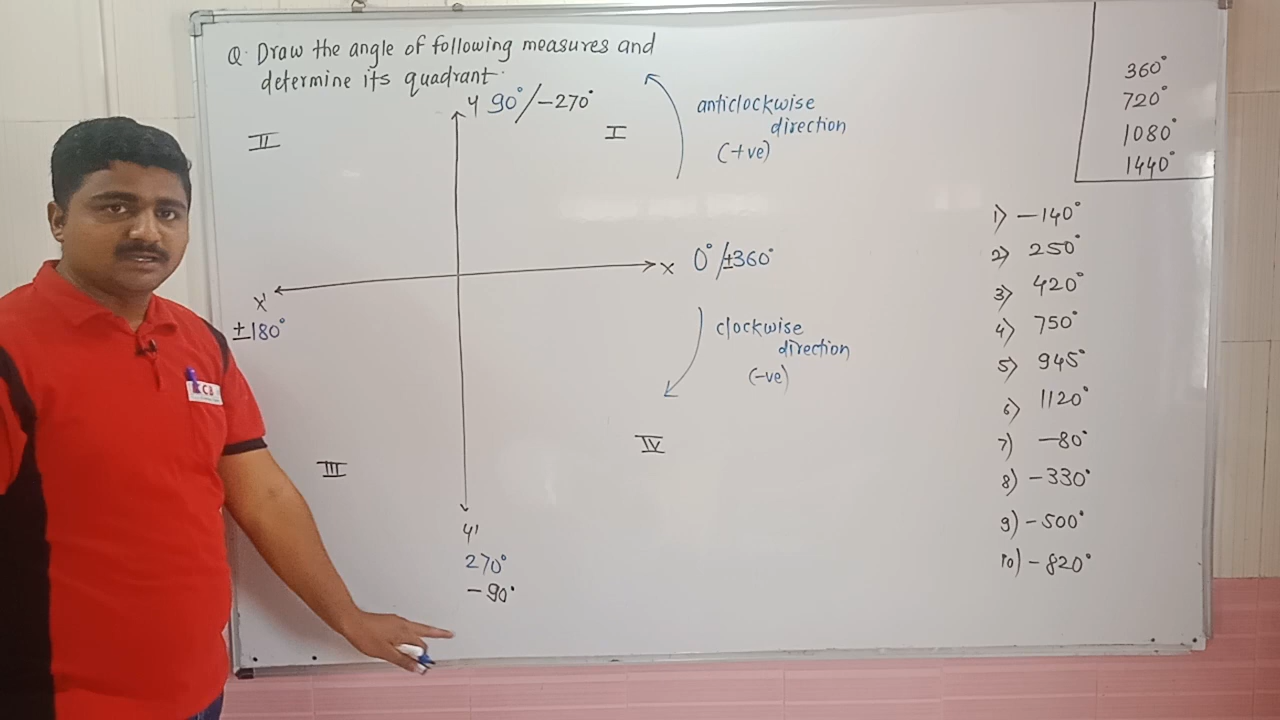 Q. Draw the angle of following measures and
determine its quadrant.
Y 90°/-270°
II
I
anticlockwise
direction
(+ve)
X 0°/±360°
X'
±180°
clockwise
direction
(-ve)
III
IV
Y'
270°
-90°
360°
720°
1080°
1440°
1) -140°
2) 250°
3) 420°
4) 750°
5) 945°
6) 1120°
7) -80°
8) -330°
9) -500°
10) -820°